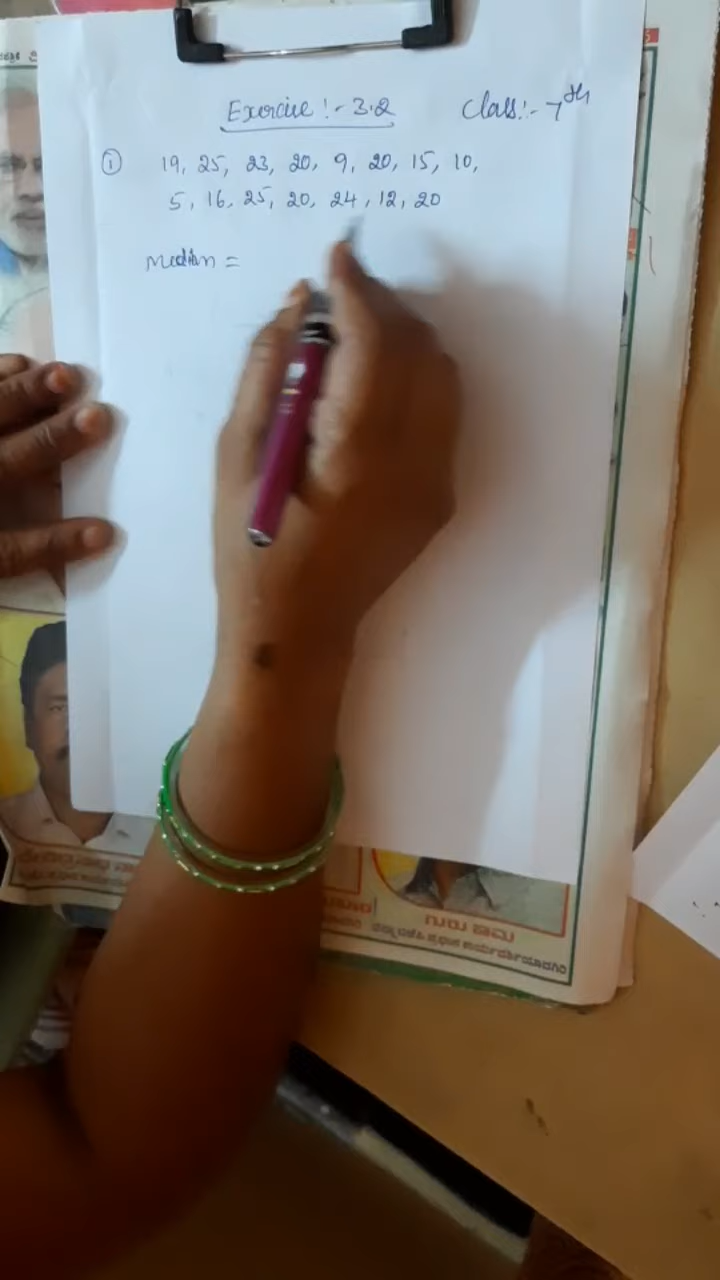 Exercise :- 3.2 Class :- 7th
① 19, 25, 23, 20, 9, 20, 15, 10,
5, 16, 25, 20, 24, 12, 20
Median =
ಗುರು ಕಾಮ